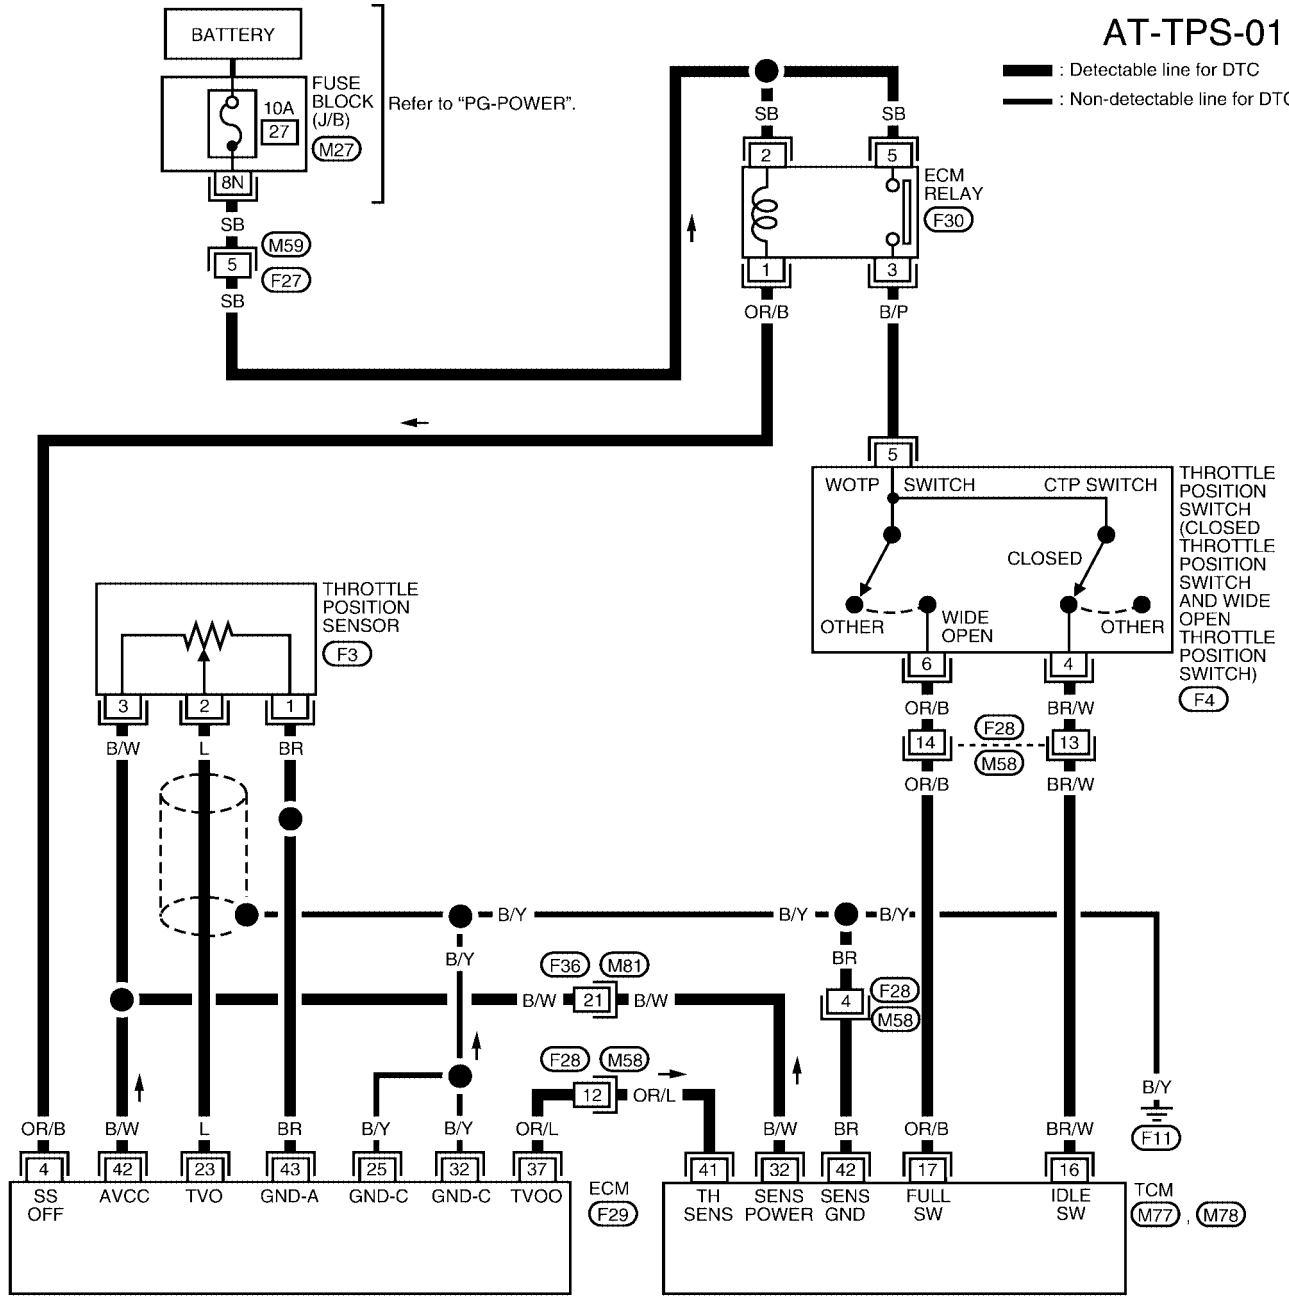 AT-TPS-01
: Detectable line for DTC
: Non-detectable line for DTC
BATTERY
FUSE
BLOCK
(J/B)
10A
27
M27
Refer to “PG-POWER”.
8N
SB
M59
5
F27
SB
SB
SB
2
5
ECM
RELAY
F30
1
3
OR/B
B/P
5
WOTP
SWITCH
CTP SWITCH
CLOSED
OTHER
WIDE
OPEN
OTHER
THROTTLE
POSITION
SWITCH
(CLOSED
THROTTLE
POSITION
SWITCH
AND WIDE
OPEN
THROTTLE
POSITION
SWITCH)
F4
6
4
OR/B
BR/W
14
F28
M58
13
OR/B
BR/W
THROTTLE
POSITION
SENSOR
F3
3
2
1
B/W
L
BR
B/Y
B/Y
B/Y
B/Y
BR
F36
M81
B/W
21
B/W
4
F28
M58
F28
M58
12
OR/L
B/Y
F11
OR/B
B/W
L
BR
B/Y
B/Y
OR/L
B/W
BR
OR/B
BR/W
4
42
23
43
25
32
37
41
32
42
17
16
SS
OFF
AVCC
TVO
GND-A
GND-C
GND-C
TVOO
ECM
F29
TH
SENS
SENS
POWER
SENS
GND
FULL
SW
IDLE
SW
TCM
M77 , M78